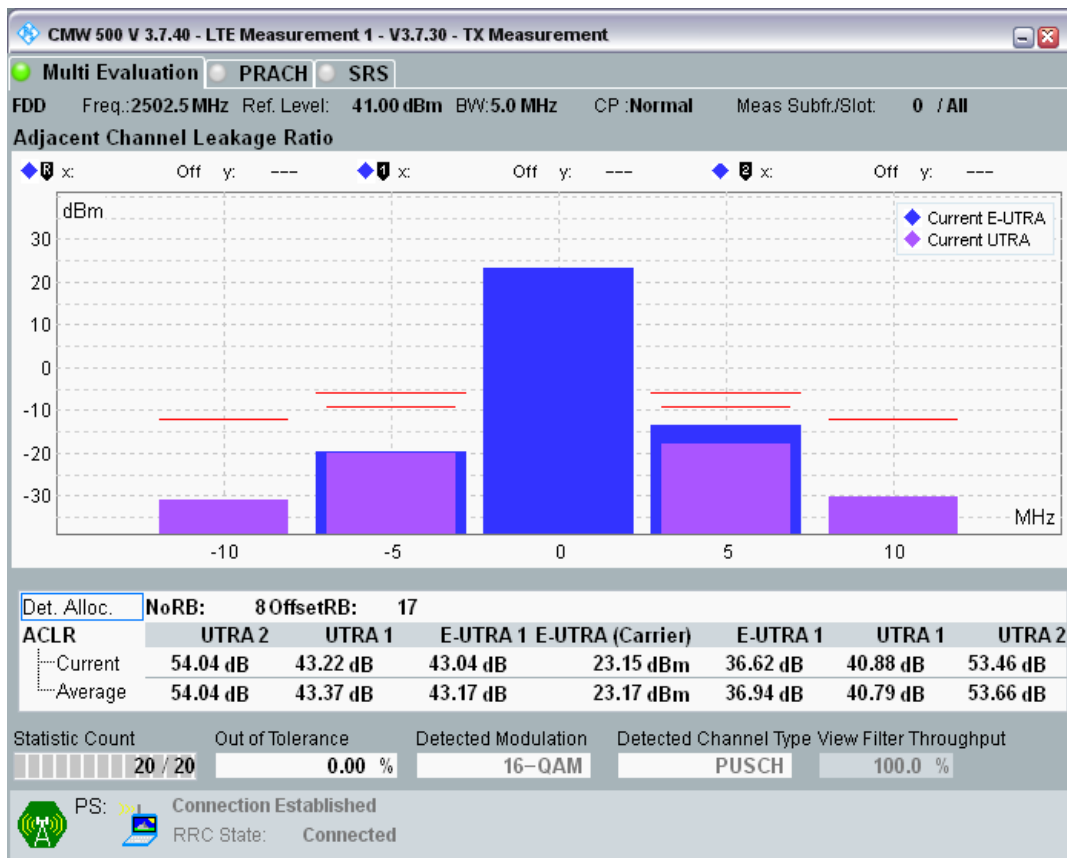 CMW 500 V 3.7.40 - LTE Measurement 1 - V3.7.30 - TX Measurement
Multi Evaluation PRACH SRS
FDD Freq.:2502.5 MHz Ref. Level: 41.00 dBm BW:5.0 MHz CP :Normal Meas Subfr./Slot: 0 / All
Adjacent Channel Leakage Ratio
R x: Off y: --- 1 x: Off y: --- 2 x: Off y: ---
dBm
Current E-UTRA
Current UTRA
30
20
10
0
-10
-20
-30
MHz
-10 -5 0 5 10
Det. Alloc. NoRB: 8 OffsetRB: 17
ACLR UTRA 2 UTRA 1 E-UTRA 1 E-UTRA (Carrier) E-UTRA 1 UTRA 1 UTRA 2
Current 54.04 dB 43.22 dB 43.04 dB 23.15 dBm 36.62 dB 40.88 dB 53.46 dB
Average 54.04 dB 43.37 dB 43.17 dB 23.17 dBm 36.94 dB 40.79 dB 53.66 dB
Statistic Count Out of Tolerance Detected Modulation Detected Channel Type View Filter Throughput
20 / 20 0.00 % 16-QAM PUSCH 100.0 %
PS: Connection Established
RRC State: Connected